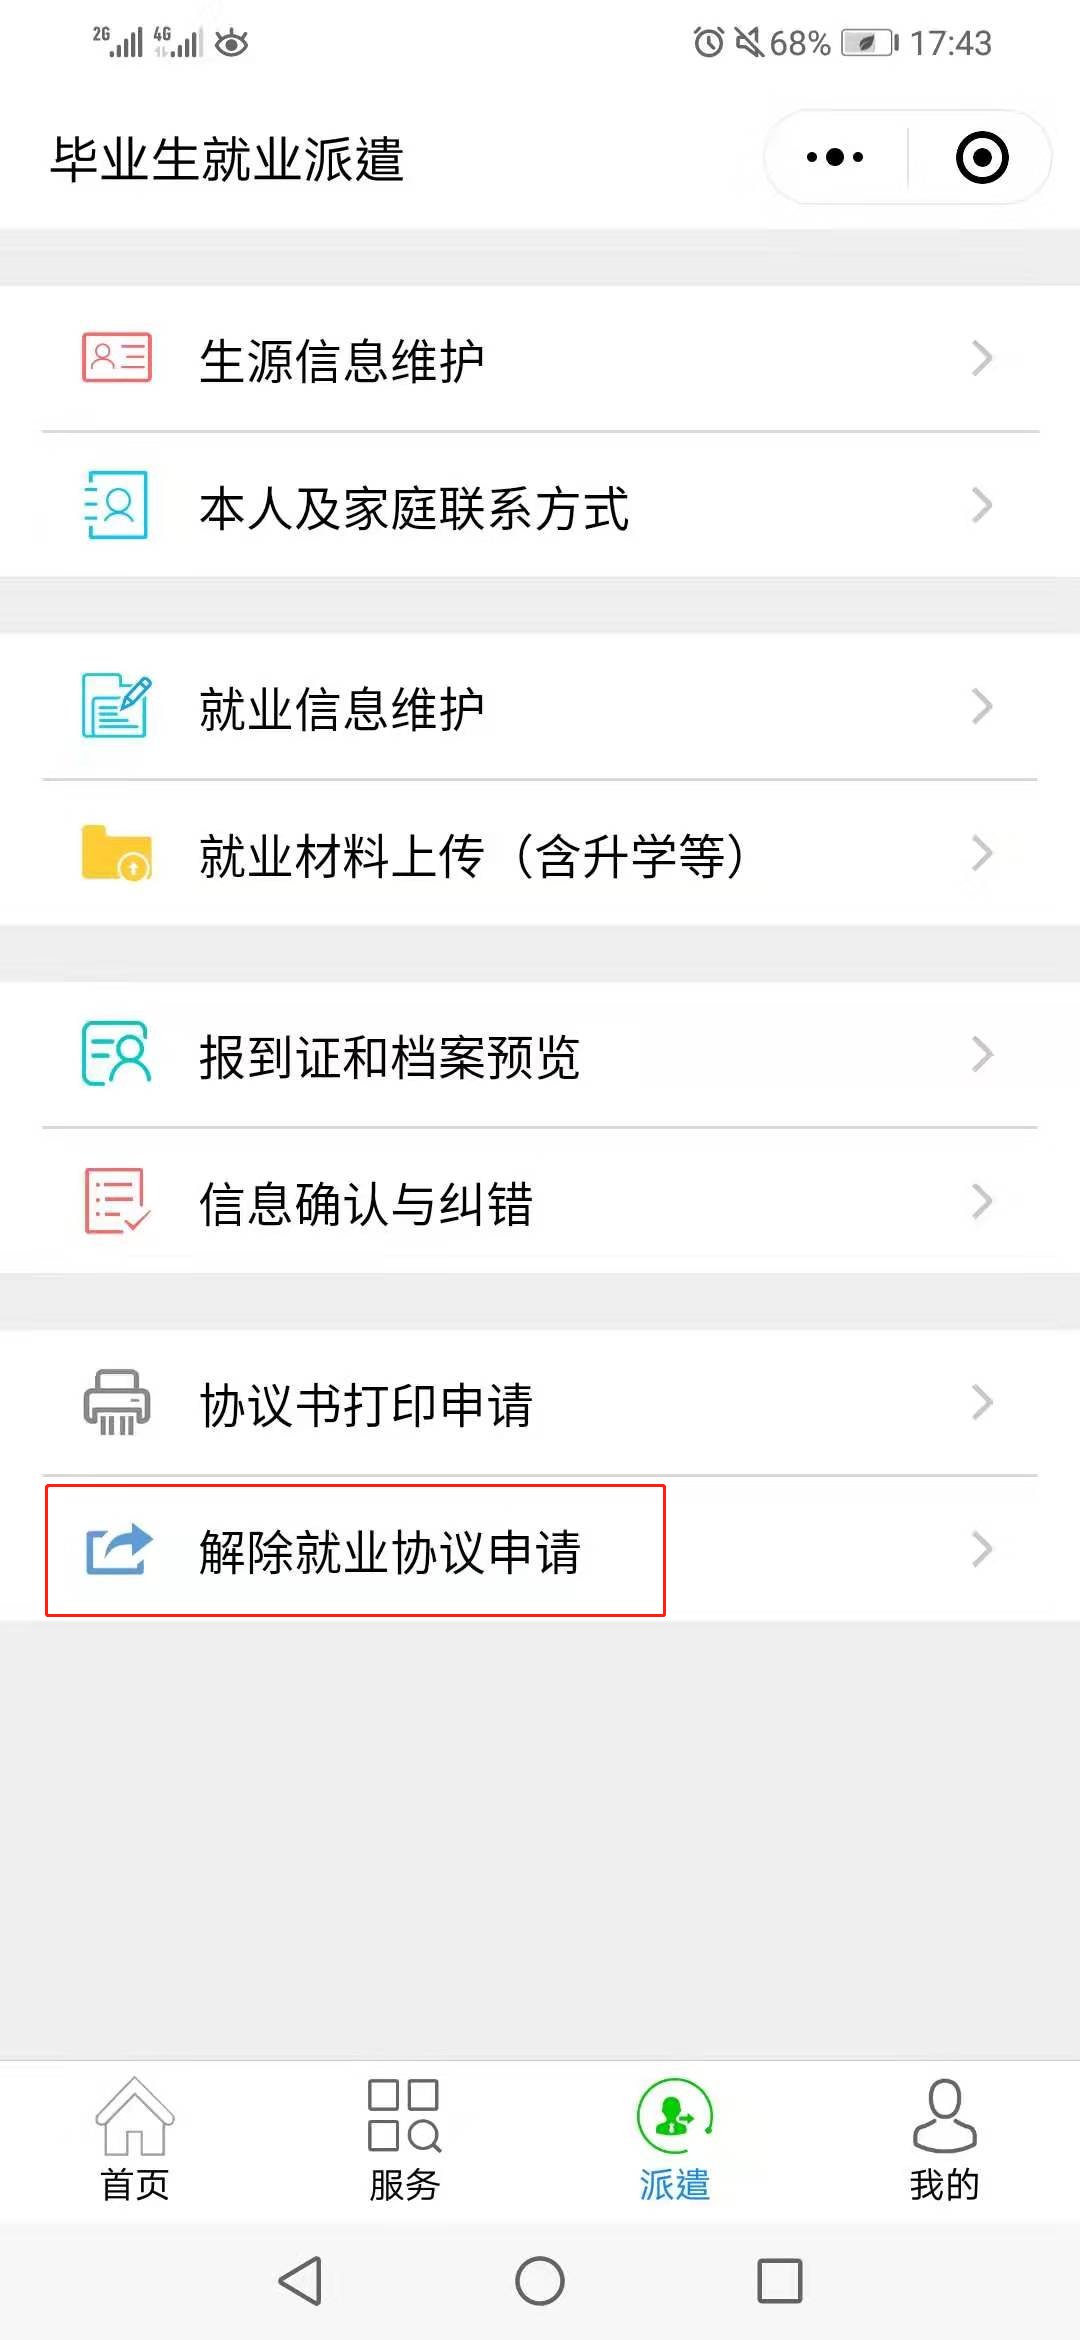 2G 4G 68% 17:43
毕业生就业派遣
生源信息维护
本人及家庭联系方式
就业信息维护
就业材料上传（含升学等）
报到证和档案预览
信息确认与纠错
协议书打印申请
解除就业协议申请
首页 服务 派遣 我的